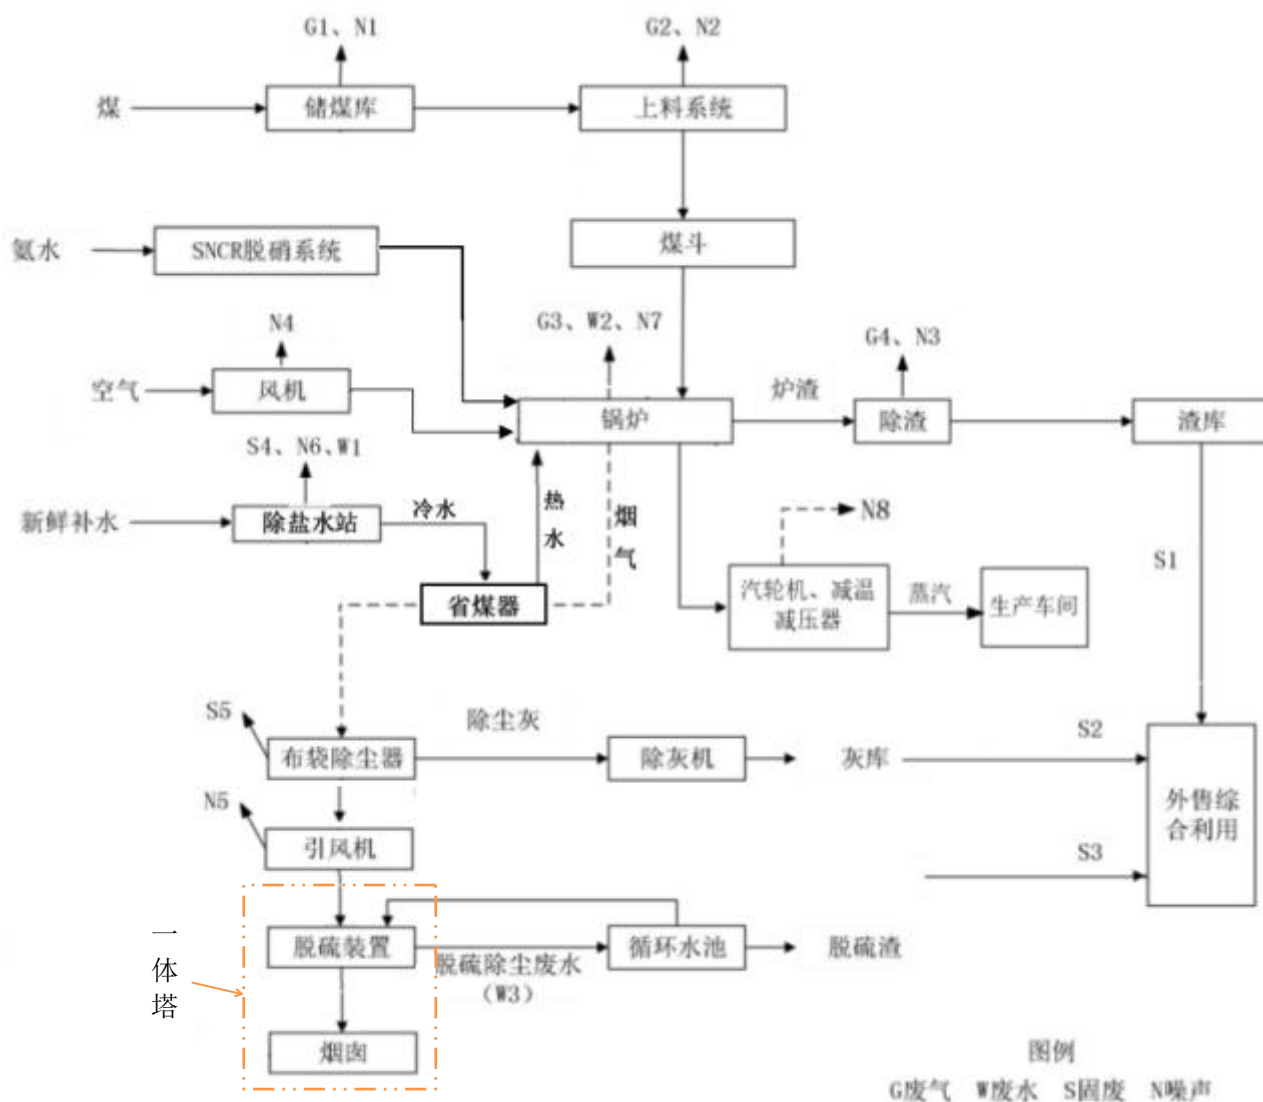 G1、N1
G2、N2
煤
储煤库
上料系统
氨水
SNCR脱硝系统
煤斗
N4
G3、W2、N7
G4、N3
空气
风机
锅炉
炉渣
除渣
渣库
S4、N6、W1
新鲜补水
除盐水站
冷水
热
水
烟
气
N8
S1
省煤器
汽轮机、减温
减压器
蒸汽
生产车间
S5
除尘灰
S2
布袋除尘器
除灰机
灰库
N5
外售综
合利用
引风机
S3
一
体
塔
脱硫装置
脱硫除尘废水
（W3）
循环水池
脱硫渣
烟囱
图例
G废气 W废水 S固废 N噪声